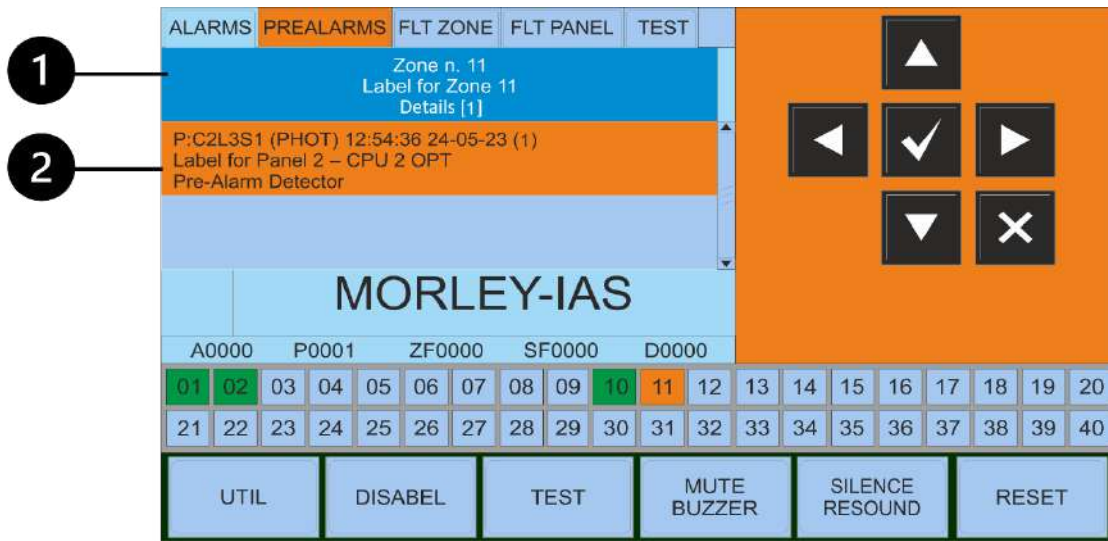 ALARMS PREALARMS FLT ZONE FLT PANEL TEST
1
Zone n. 11
Label for Zone 11
Details [1]
2
P:C2L3S1 (PHOT) 12:54:36 24-05-23 (1)
Label for Panel 2 – CPU 2 OPT
Pre-Alarm Detector
MORLEY-IAS
A0000 P0001 ZF0000 SF0000 D0000
01 02 03 04 05 06 07 08 09 10 11 12 13 14 15 16 17 18 19 20
21 22 23 24 25 26 27 28 29 30 31 32 33 34 35 36 37 38 39 40
UTIL DISABEL TEST MUTE BUZZER SILENCE RESOUND RESET